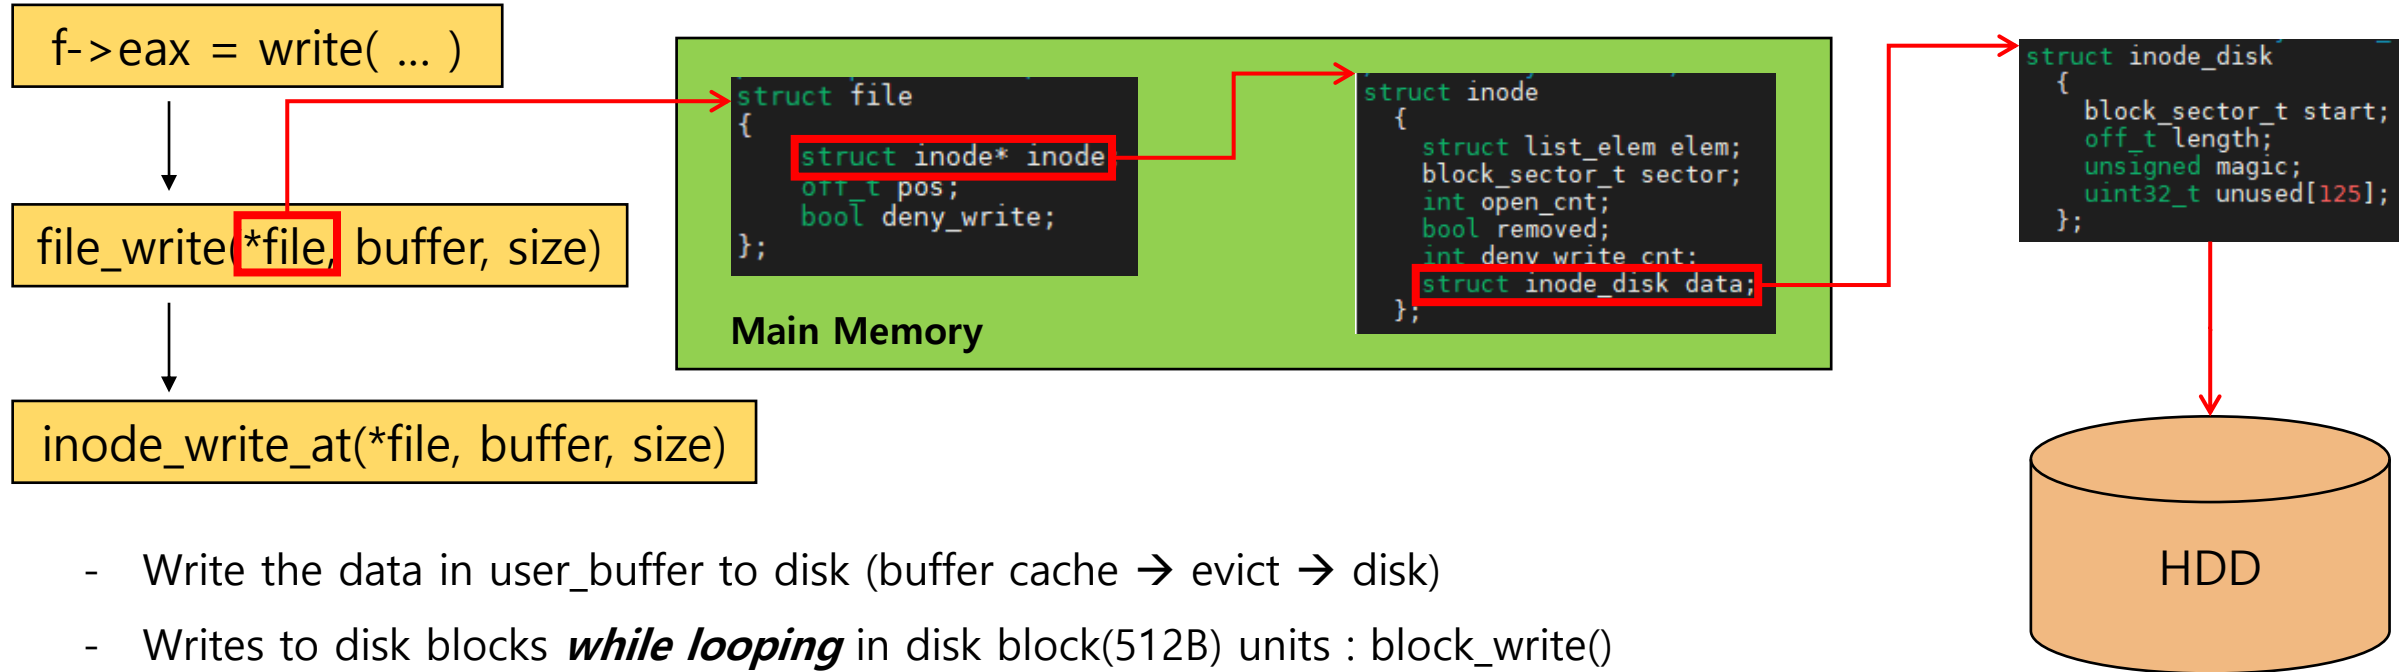 f->eax = write( ... )
file_write(*file, buffer, size)
inode_write_at(*file, buffer, size)
struct file
{
struct inode* inode
off_t pos;
bool deny_write;
};
Main Memory
struct inode
{
struct list_elem elem;
block_sector_t sector;
int open_cnt;
bool removed;
int deny_write_cnt;
struct inode_disk data;
};
struct inode_disk
{
block_sector_t start;
off_t length;
unsigned magic;
uint32_t unused[125];
};
HDD
- Write the data in user_buffer to disk (buffer cache → evict → disk)
- Writes to disk blocks while looping in disk block(512B) units : block_write()